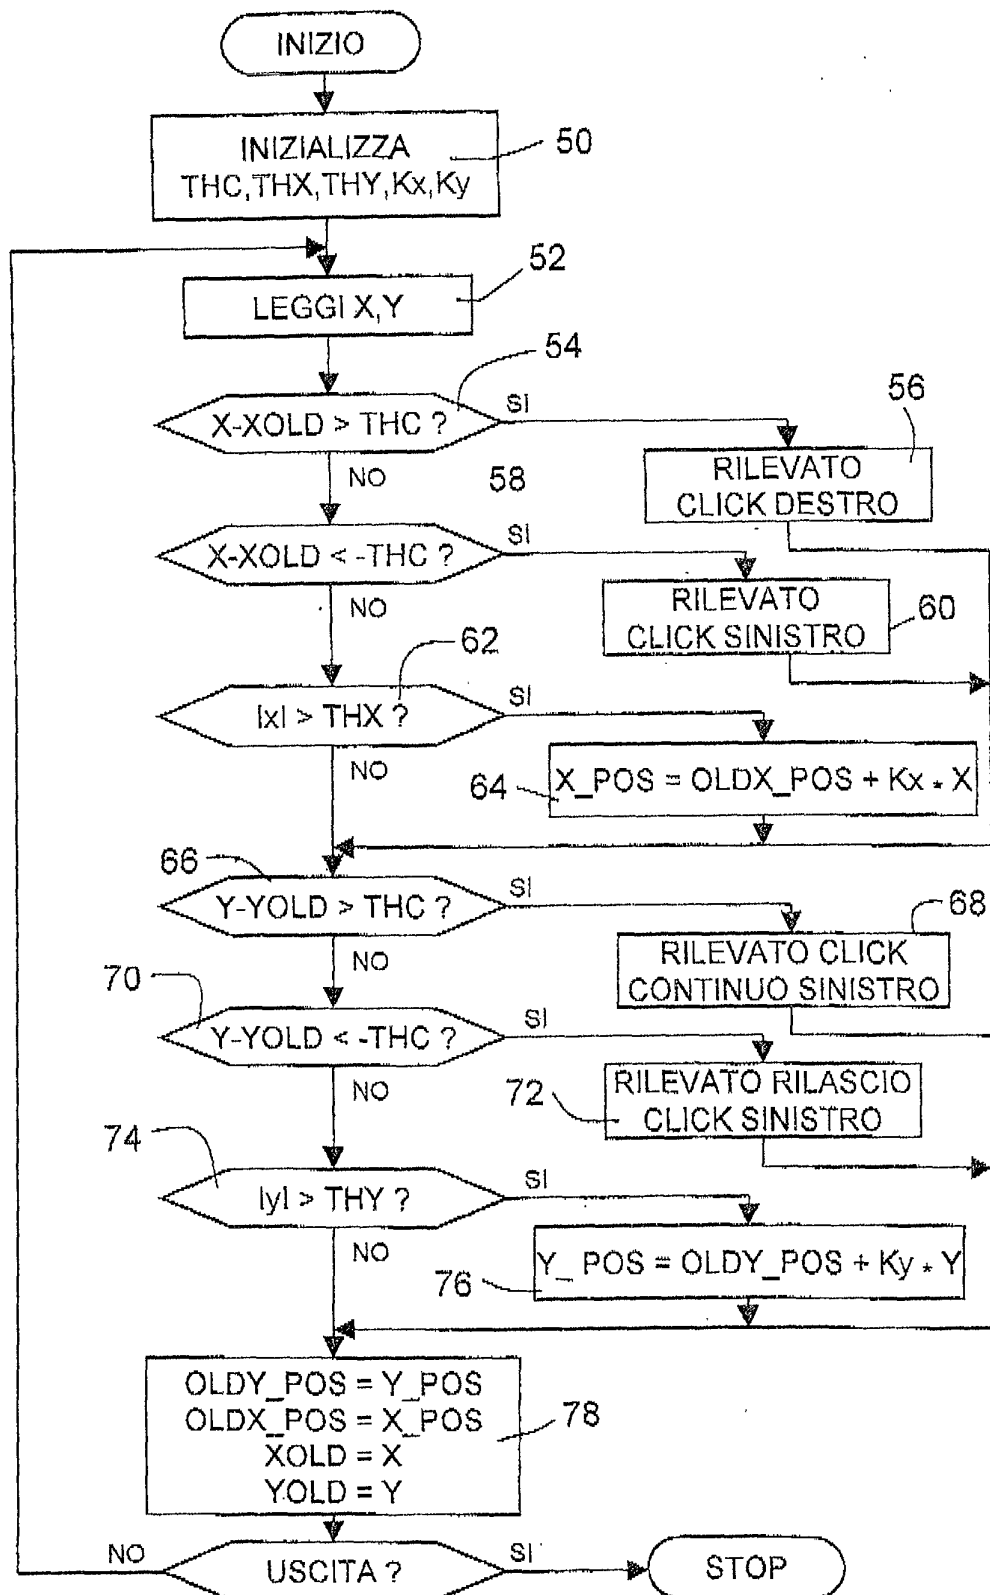 INIZIO
INIZIALIZZA
THC,THX,THY,Kx,Ky
50
LEGGI X,Y
52
X-XOLD > THC ?
54
SI
NO
RILEVATO
CLICK DESTRO
56
58
X-XOLD < -THC ?
SI
NO
RILEVATO
CLICK SINISTRO
60
62
|x| > THX ?
SI
NO
64
X_POS = OLDX_POS + Kx * X
66
Y-YOLD > THC ?
SI
NO
68
RILEVATO CLICK
CONTINUO SINISTRO
70
Y-YOLD < -THC ?
SI
NO
72
RILEVATO RILASCIO
CLICK SINISTRO
74
|y| > THY ?
SI
NO
76
Y_ POS = OLDY_POS + Ky * Y
OLDY_POS = Y_POS
OLDX_POS = X_POS
XOLD = X
YOLD = Y
78
NO
USCITA ?
SI
STOP